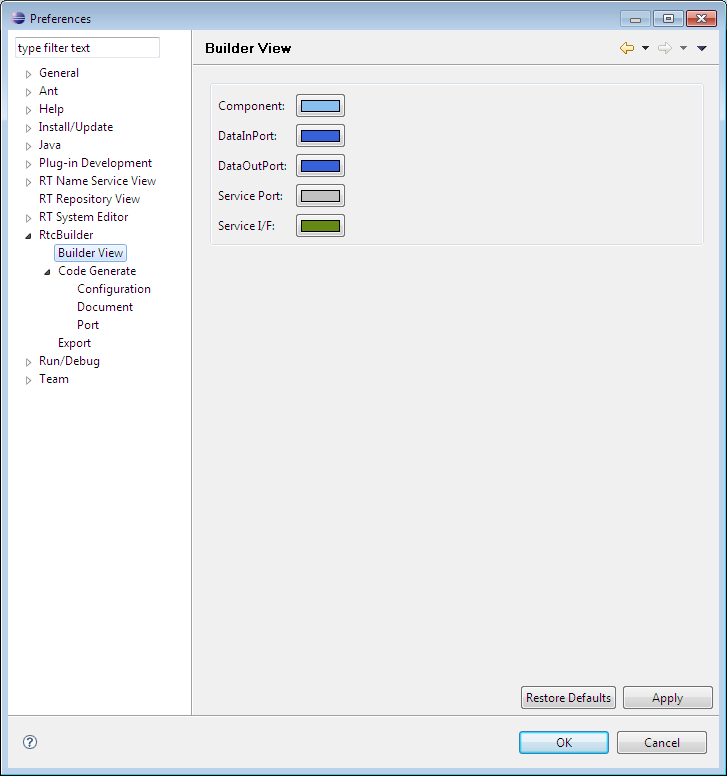 Preferences
type filter text
General
Ant
Help
Install/Update
Java
Plug-in Development
RT Name Service View
RT Repository View
RT System Editor
RtcBuilder
Builder View
Code Generate
Configuration
Document
Port
Export
Run/Debug
Team
Builder View
Component:
DataInPort:
DataOutPort:
Service Port:
Service I/F:
Restore Defaults Apply
OK Cancel